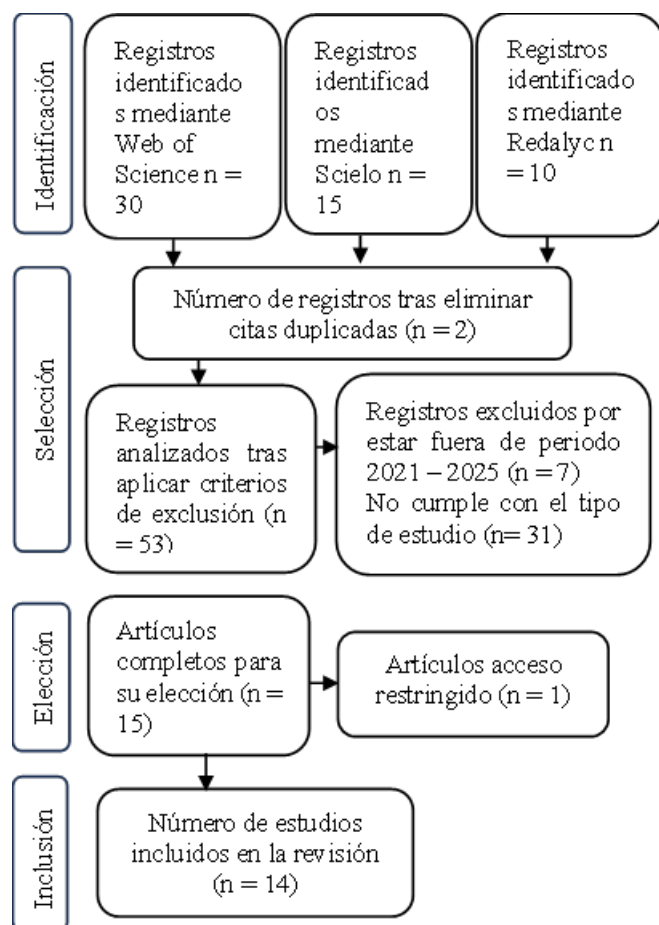 Identificación
Registros
identificado
s mediante
Web of
Science n =
30
Registros
identificad
os
mediante
Scielo n =
15
Registros
identificado
s mediante
Redalyc n
= 10
Selección
Número de registros tras eliminar
citas duplicadas (n = 2)
Registros
analizados tras
aplicar criterios
de exclusión (n
= 53)
Registros excluidos por
estar fuera de periodo
2021 – 2025 (n = 7)
No cumple con el tipo
de estudio (n= 31)
Elección
Artículos
completos para
su elección (n =
15)
Artículos acceso
restringido (n = 1)
Inclusión
Número de estudios
incluidos en la revisión
(n = 14)